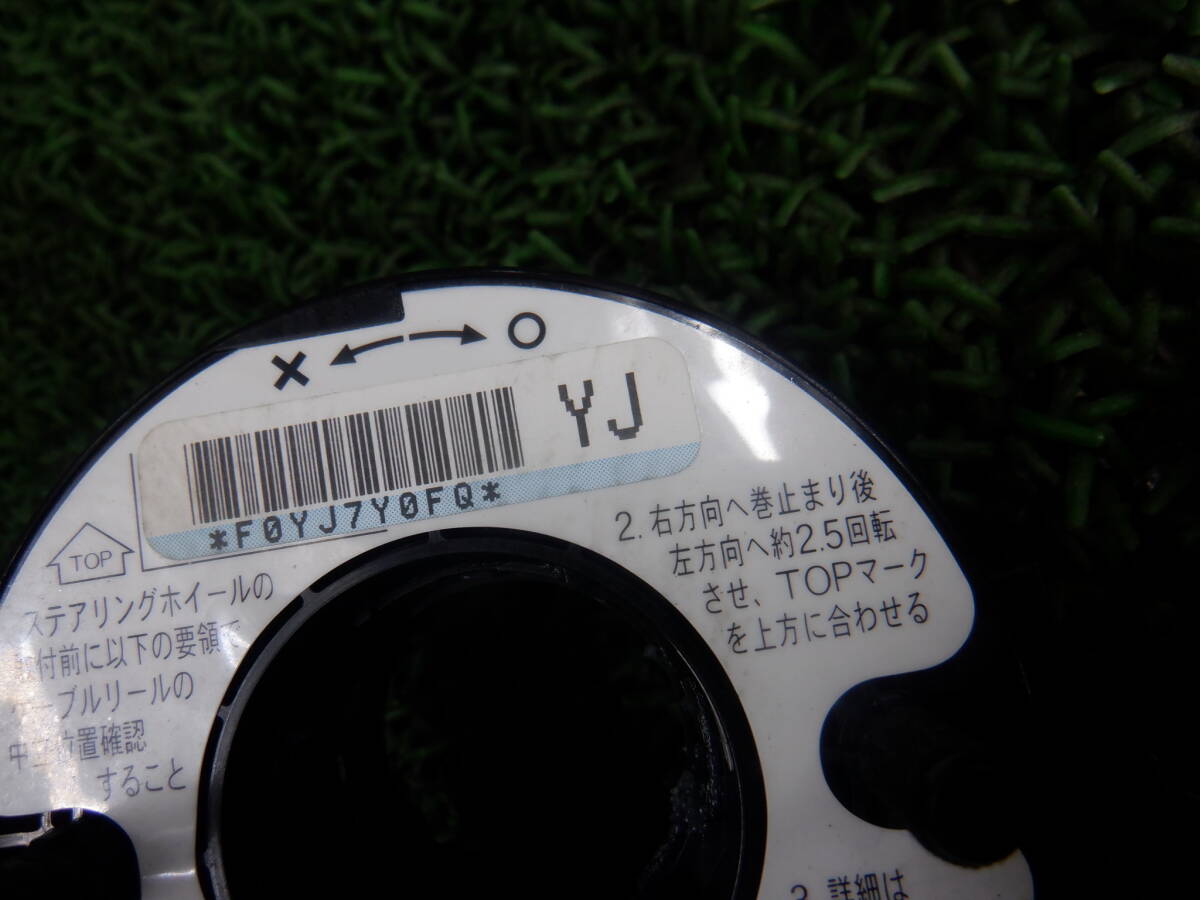 YJ
*F0YJ7Y0FQ*
TOP
ステアリングホイールの
付前に以下の要領で
ブルリールの
位置確認
すること
2. 右方向へ巻止まり後
左方向へ約2.5回転
させ、TOPマーク
を上方に合わせる
3. 詳細は